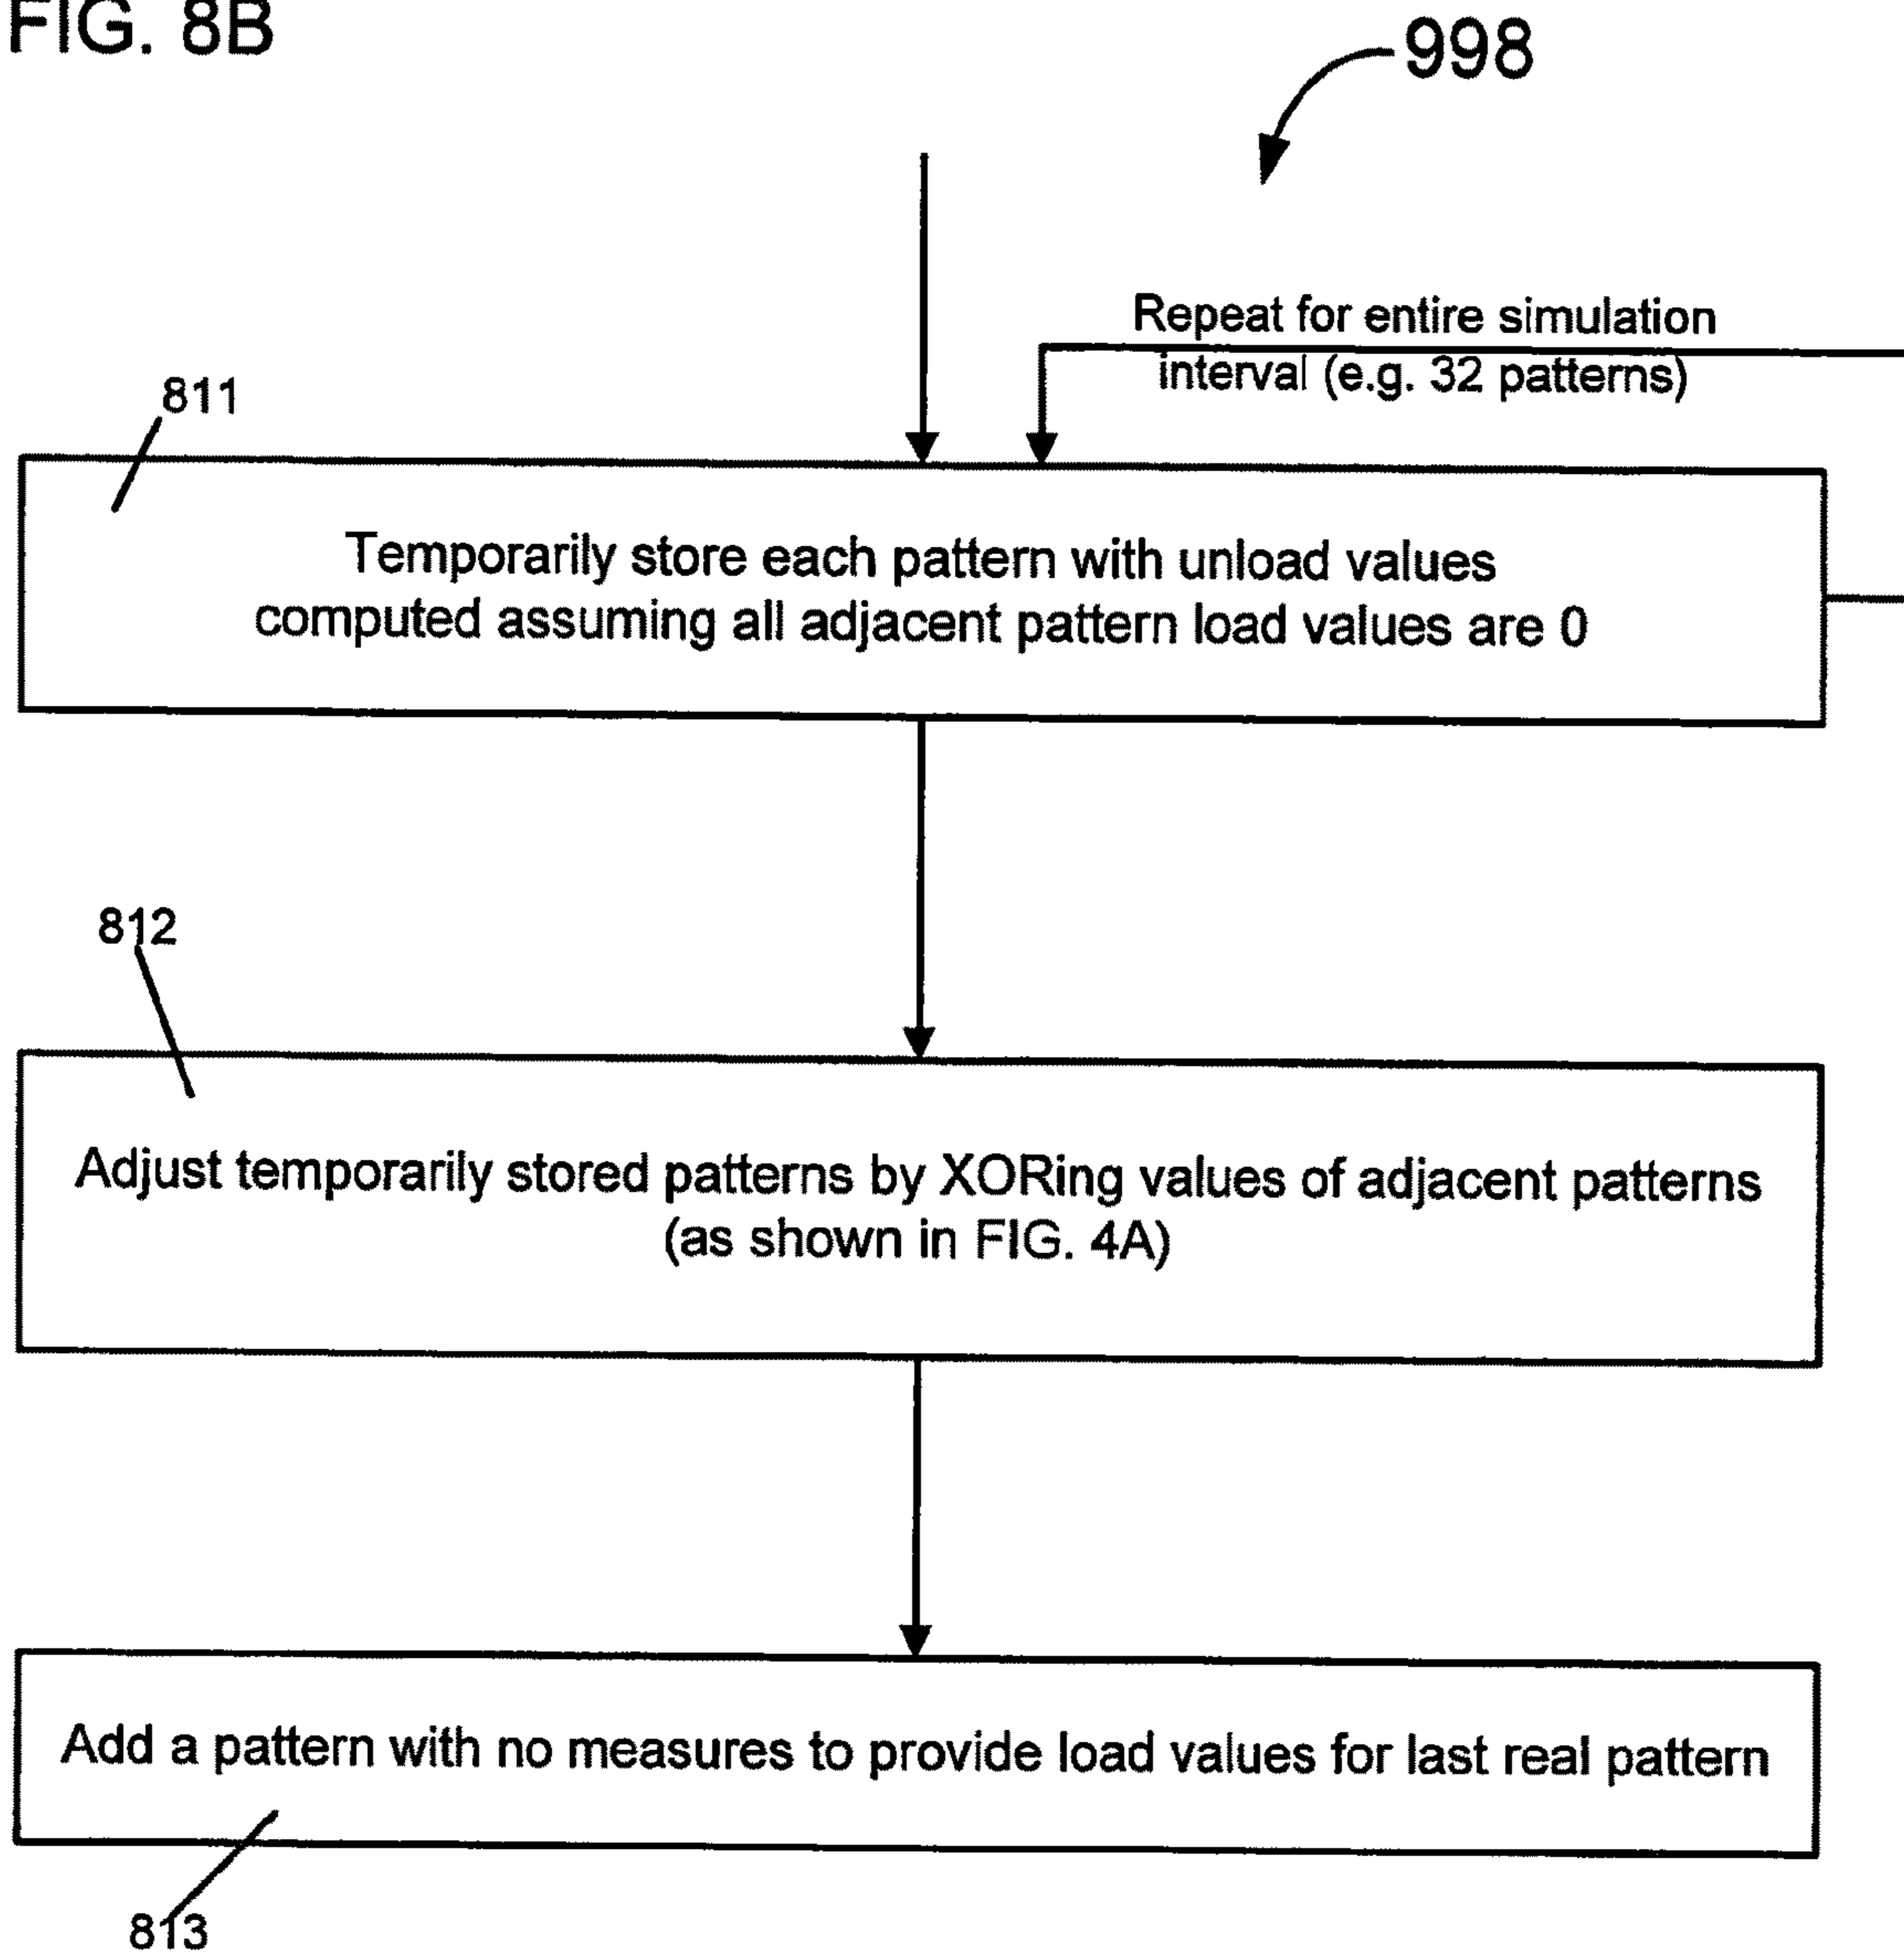 FIG. 8B
998
Repeat for entire simulation
interval (e.g. 32 patterns)
811
Temporarily store each pattern with unload values
computed assuming all adjacent pattern load values are 0
812
Adjust temporarily stored patterns by XORing values of adjacent patterns
(as shown in FIG. 4A)
Add a pattern with no measures to provide load values for last real pattern
813